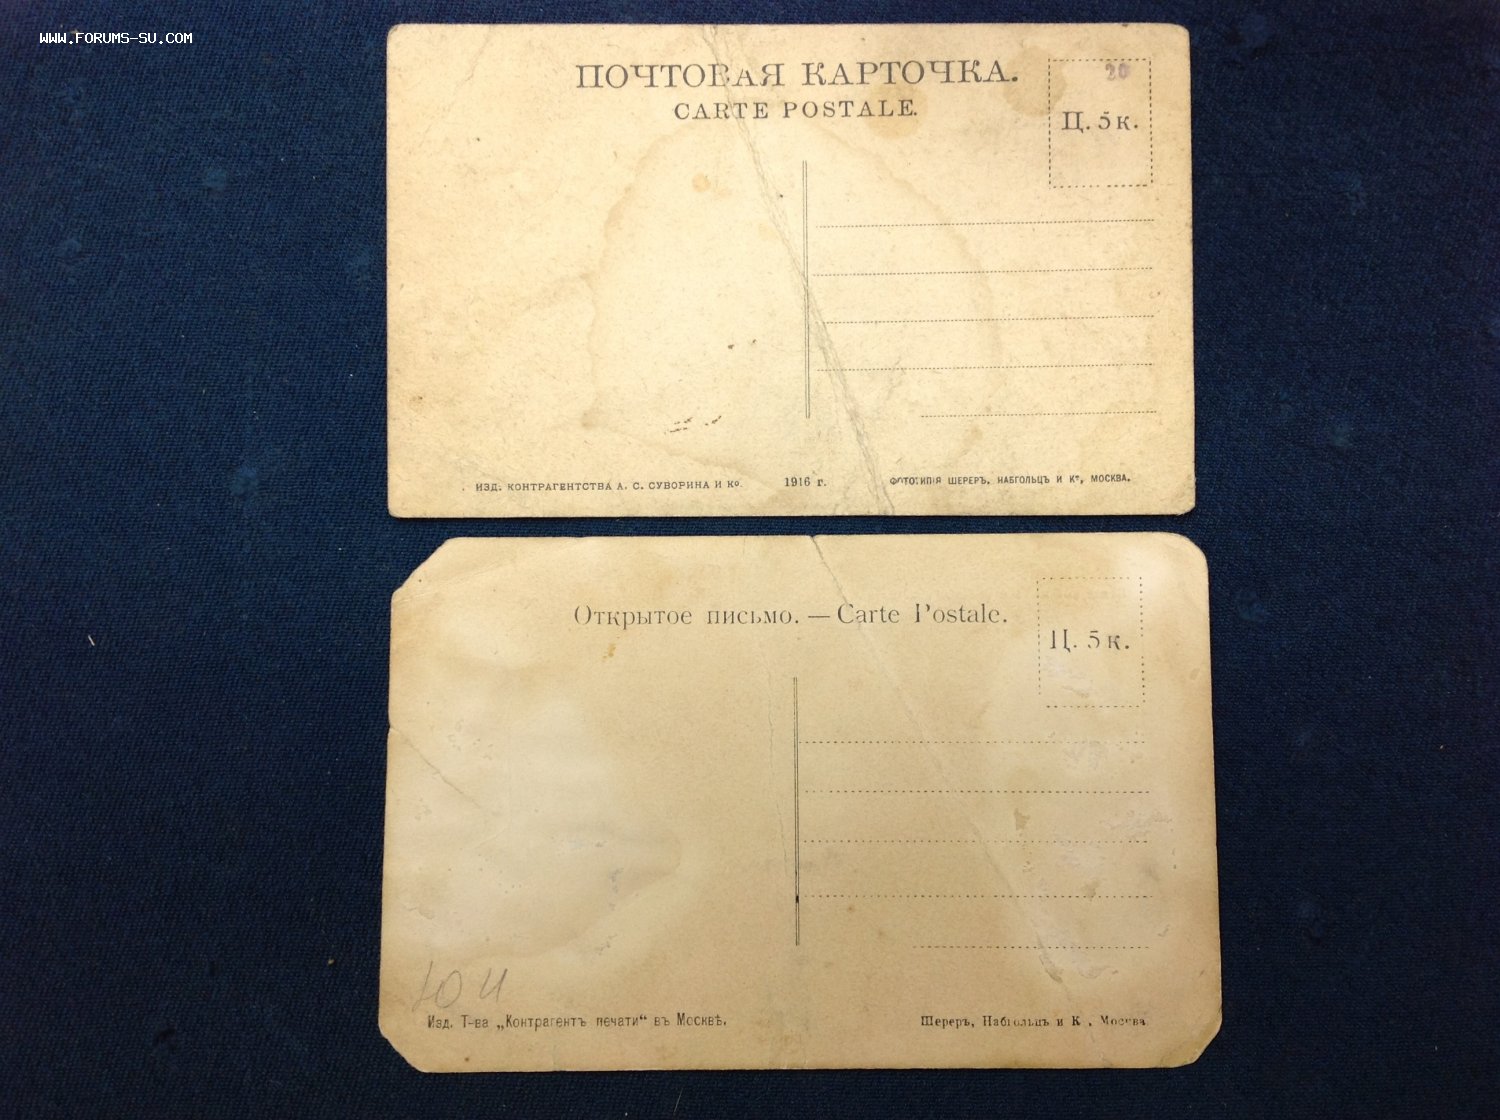 WWW.FORUMS-SU.COM
ПОЧТОВАЯ КАРТОЧКА.
CARTE POSTALE.
20
Ц. 5 к.
ИЗД. КОНТРАГЕНТСТВА А. С. СУВОРИНА И Ко.
1916 г.
ФОТОТИПІЯ ШЕРЕРЪ, НАБГОЛЬЦЪ И Ко, МОСКВА.
Открытое письмо. — Carte Postale.
Ц. 5 к.
Изд. Т-ва „Контрагентъ печати“ въ Москвѣ.
Шереръ, Набгольцъ и К , Москва